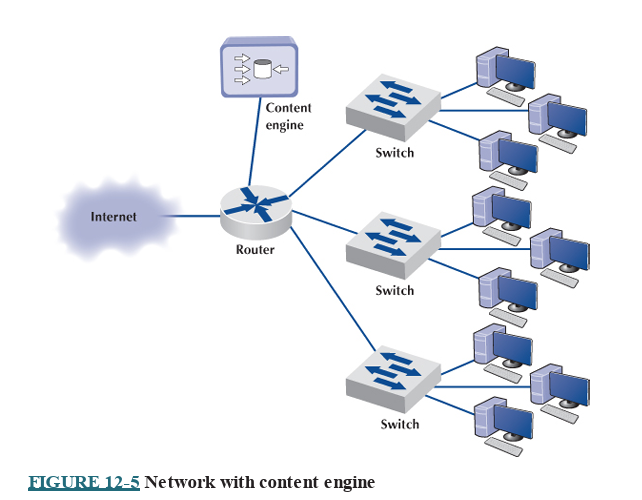 Content
engine
Switch
Internet
Router
Switch
Switch
FIGURE 12-5 Network with content engine